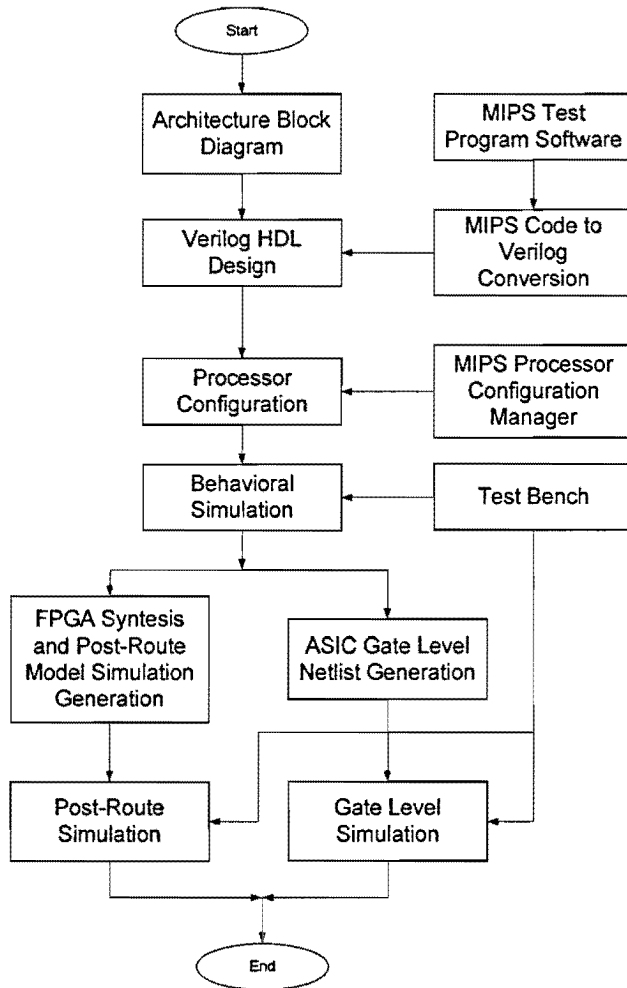 Start
Architecture Block
Diagram
MIPS Test
Program Software
Verilog HDL
Design
MIPS Code to
Verilog
Conversion
Processor
Configuration
MIPS Processor
Configuration
Manager
Behavioral
Simulation
Test Bench
FPGA Syntesis
and Post-Route
Model Simulation
Generation
ASIC Gate Level
Netlist Generation
Post-Route
Simulation
Gate Level
Simulation
End